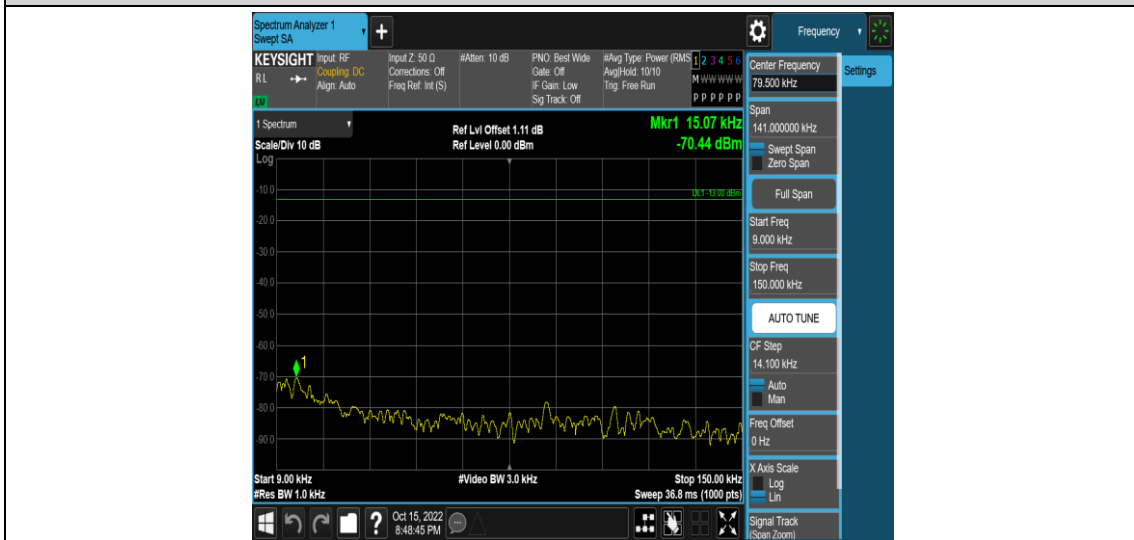 Spectrum Analyzer 1
Swept SA
+
Frequency
KEYSIGHT
RL
LXI
Input: RF
Coupling: DC
Align: Auto
Input Z: 50 Ω
Corrections: Off
Freq Ref: Int (S)
#Atten: 10 dB
PNO: Best Wide
Gate: Off
IF Gain: Low
Sig Track: Off
#Avg Type: Power (RMS
Avg|Hold: 10/10
Trig: Free Run
1 2 3 4 5 6
M W W W W W
P P P P P P
1 Spectrum
Scale/Div 10 dB
Log
Ref Lvl Offset 1.11 dB
Ref Level 0.00 dBm
Mkr1 15.07 kHz
-70.44 dBm
DL1 -13.00 dBm
-10.0
-20.0
-30.0
-40.0
-50.0
-60.0
-70.0
-80.0
-90.0
1
Start 9.00 kHz
#Res BW 1.0 kHz
#Video BW 3.0 kHz
Stop 150.00 kHz
Sweep 36.8 ms (1000 pts)
Center Frequency
79.500 kHz
Settings
Span
141.000000 kHz
Swept Span
Zero Span
Full Span
Start Freq
9.000 kHz
Stop Freq
150.000 kHz
AUTO TUNE
CF Step
14.100 kHz
Auto
Man
Freq Offset
0 Hz
X Axis Scale
Log
Lin
Signal Track
(Span Zoom)
?
Oct 15, 2022
8:48:45 PM